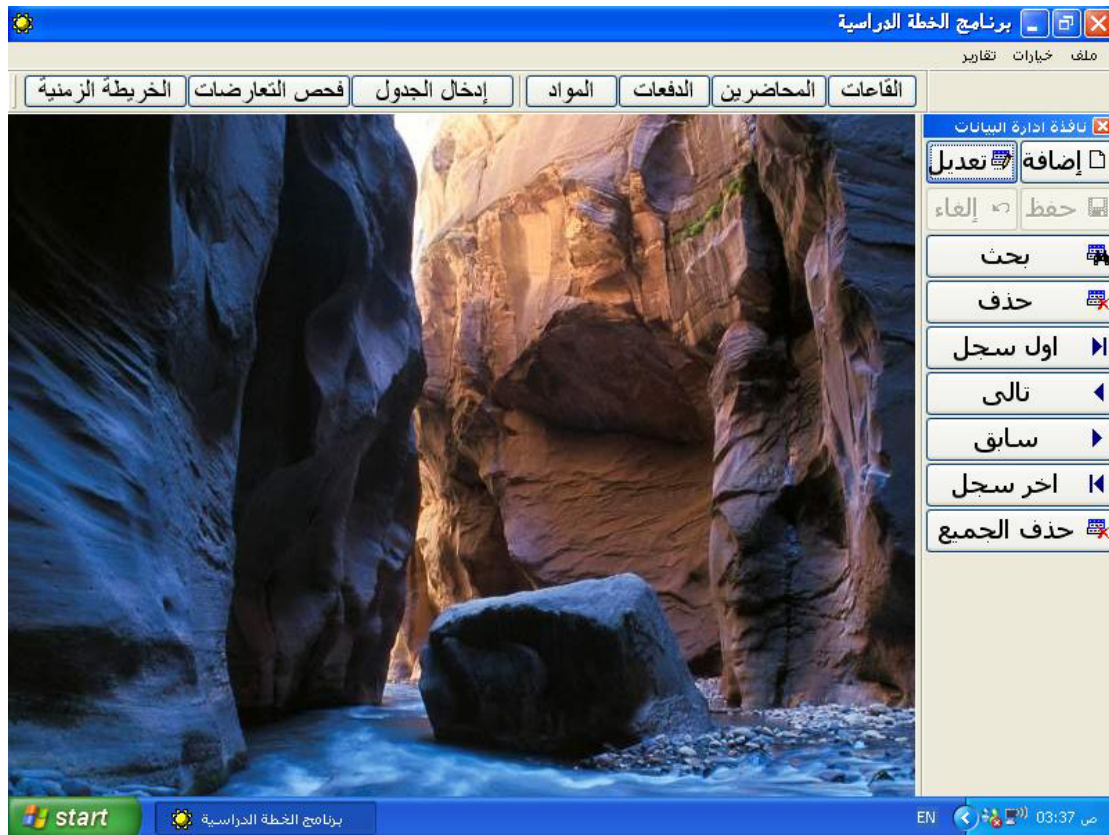 برنامج الخطة الدراسية
ملف خيارات تقارير
القاعات المحاضرين الدفعات المواد إدخال الجدول فحص التعارضات الخريطة الزمنية
نافذة ادارة البيانات
إضافة تعديل
حفظ إلغاء
بحث
حذف
اول سجل
تالى
سابق
اخر سجل
حذف الجميع
start برنامج الخطة الدراسية EN 03:37 ص